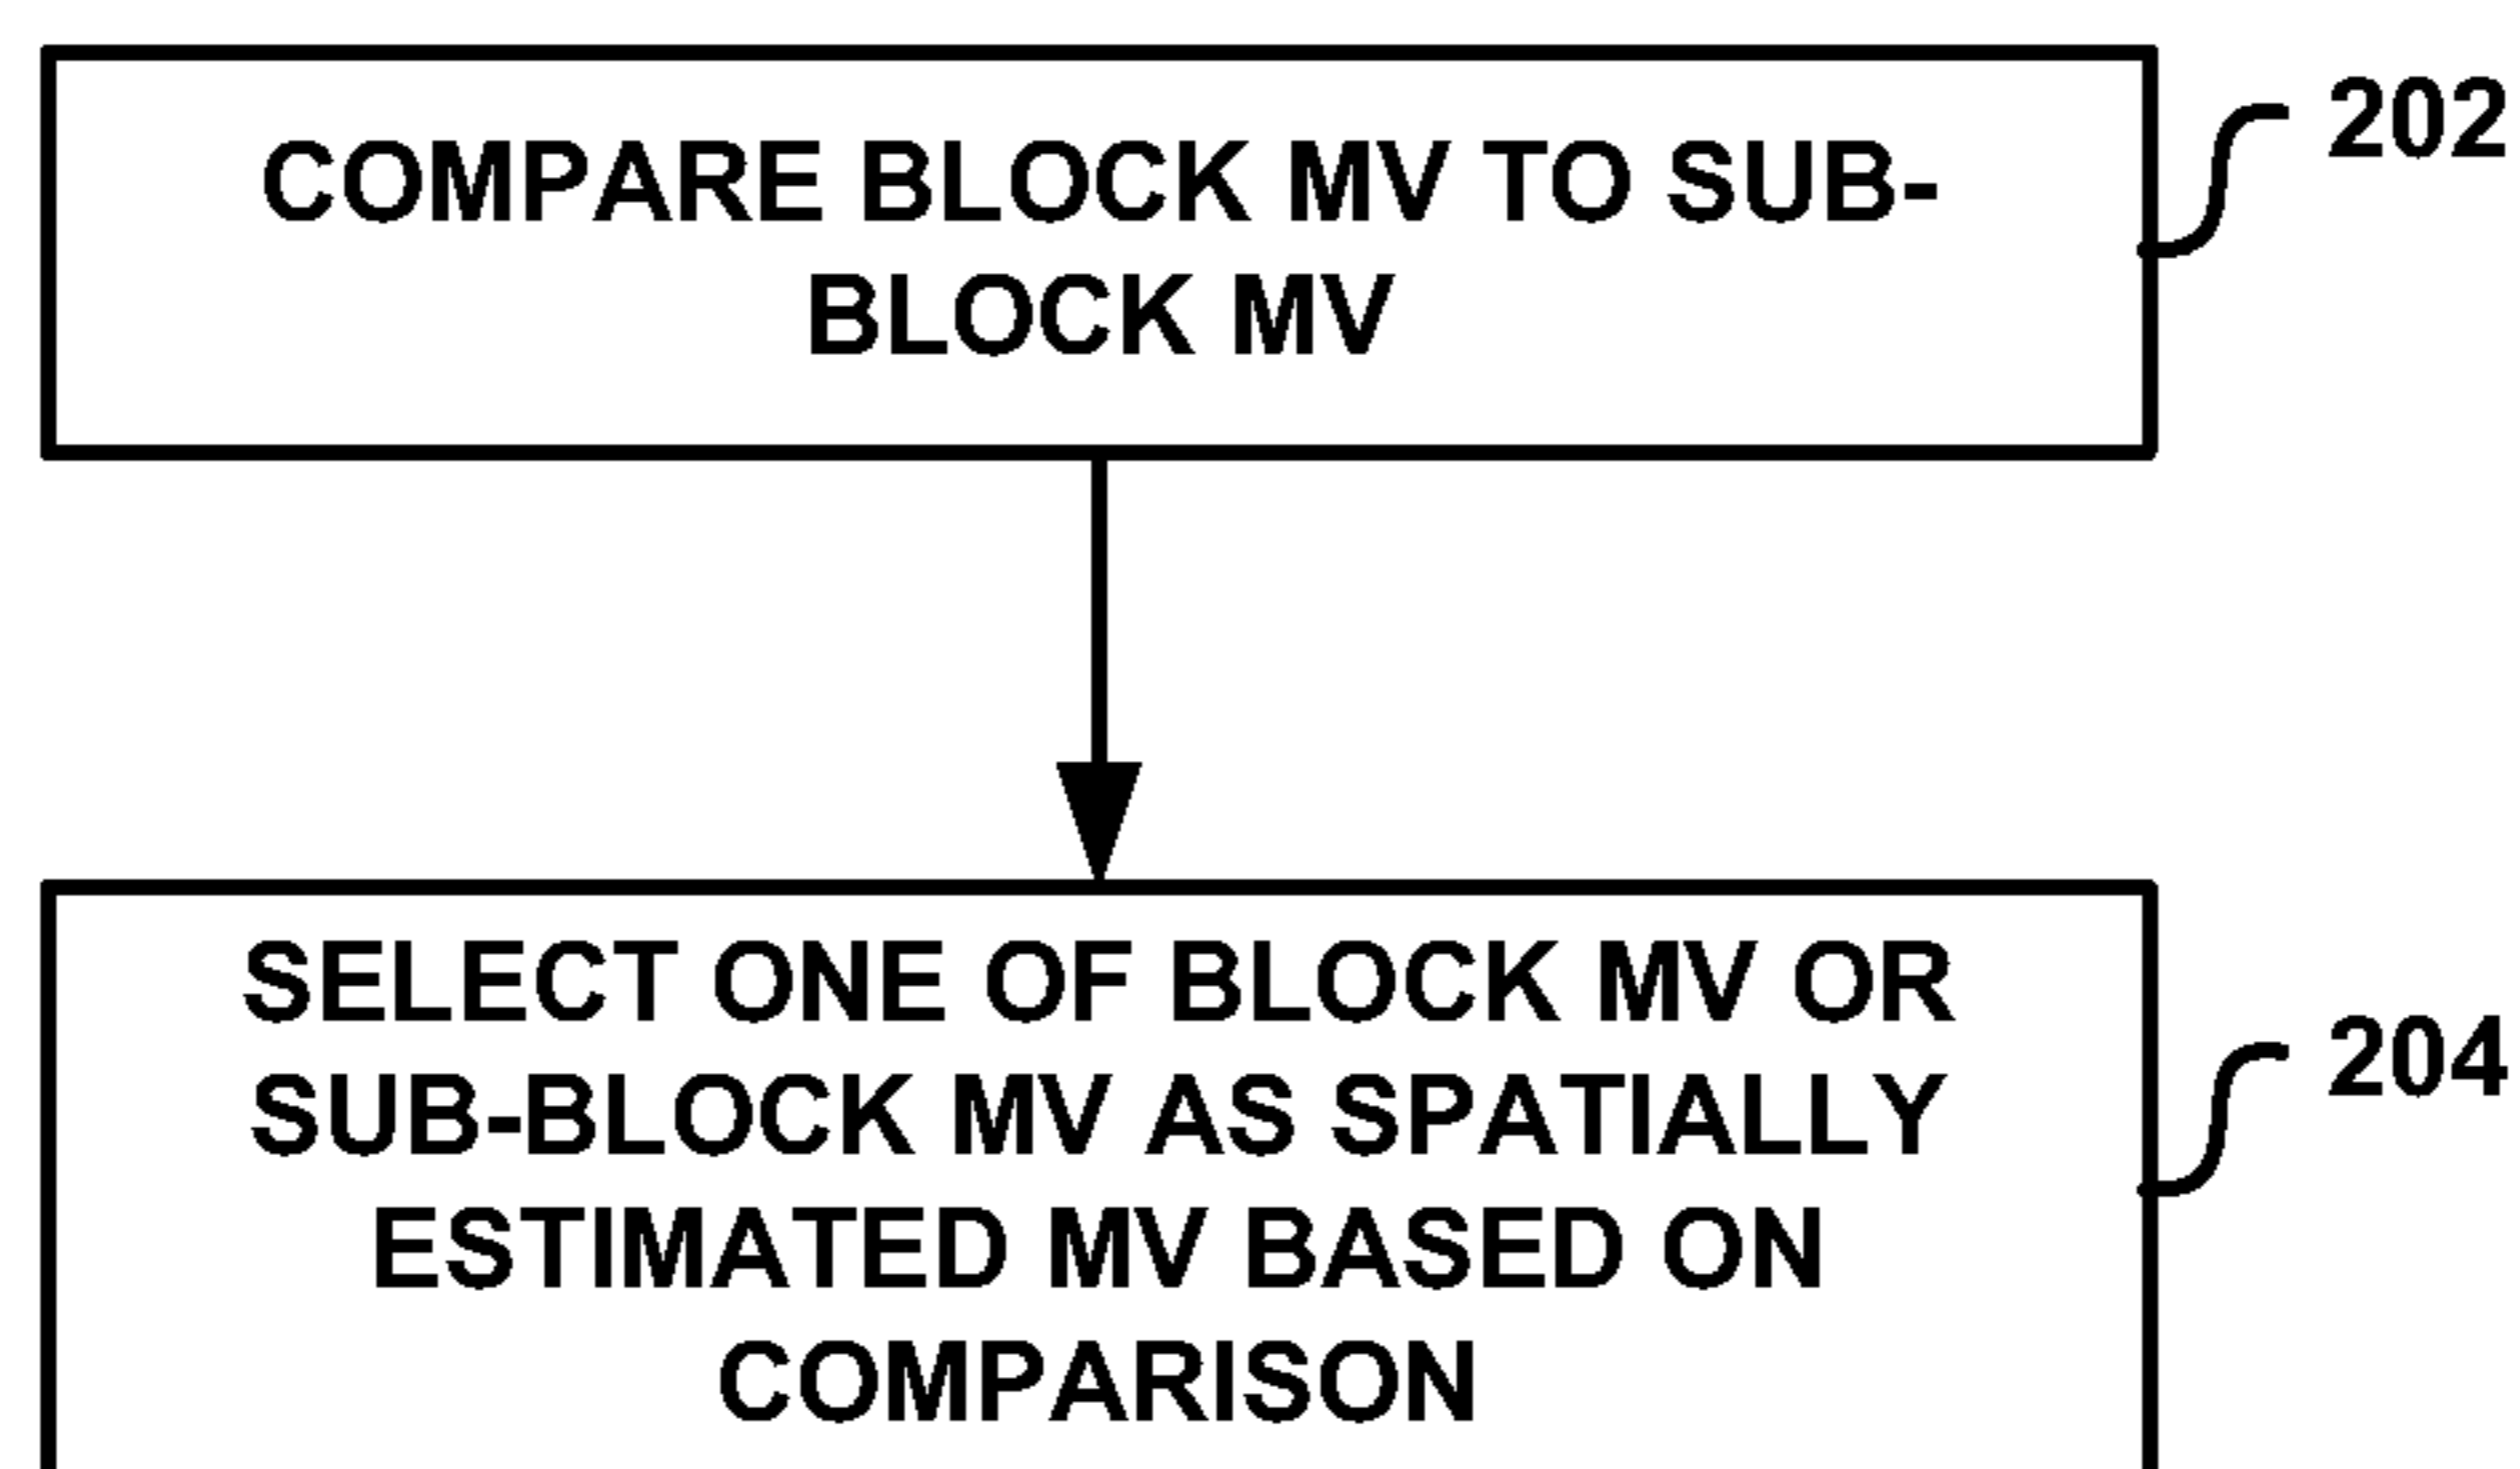 COMPARE BLOCK MV TO SUB-
BLOCK MV
202
SELECT ONE OF BLOCK MV OR
SUB-BLOCK MV AS SPATIALLY
ESTIMATED MV BASED ON
COMPARISON
204